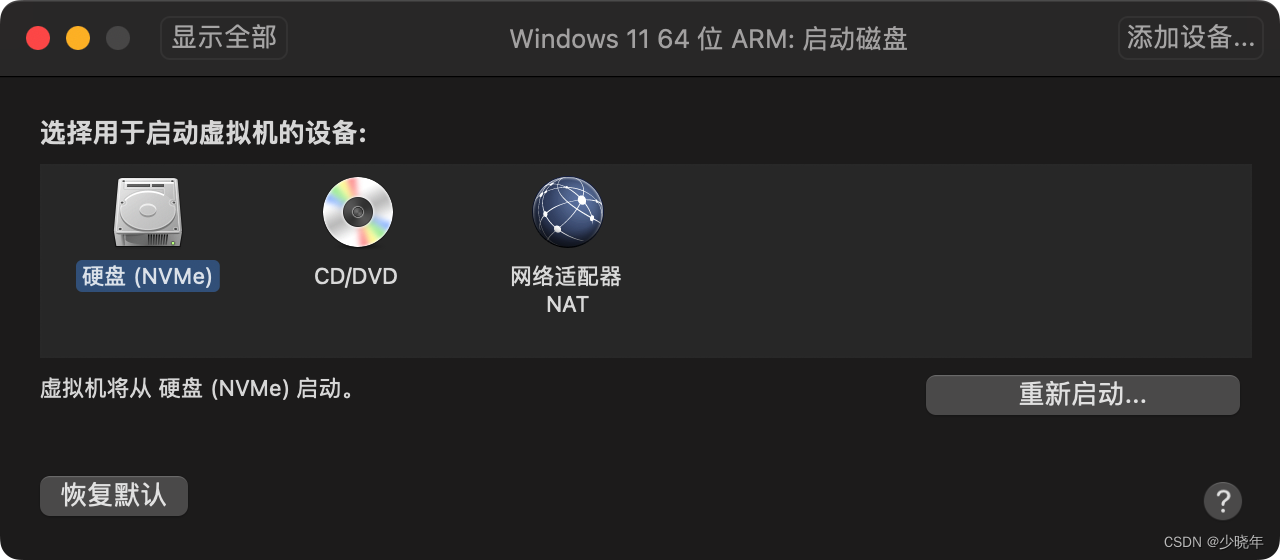 显示全部
Windows 11 64 位 ARM: 启动磁盘
添加设备...
选择用于启动虚拟机的设备:
硬盘 (NVMe)
CD/DVD
网络适配器
NAT
虚拟机将从 硬盘 (NVMe) 启动。
重新启动...
恢复默认
?
CSDN @少晓年